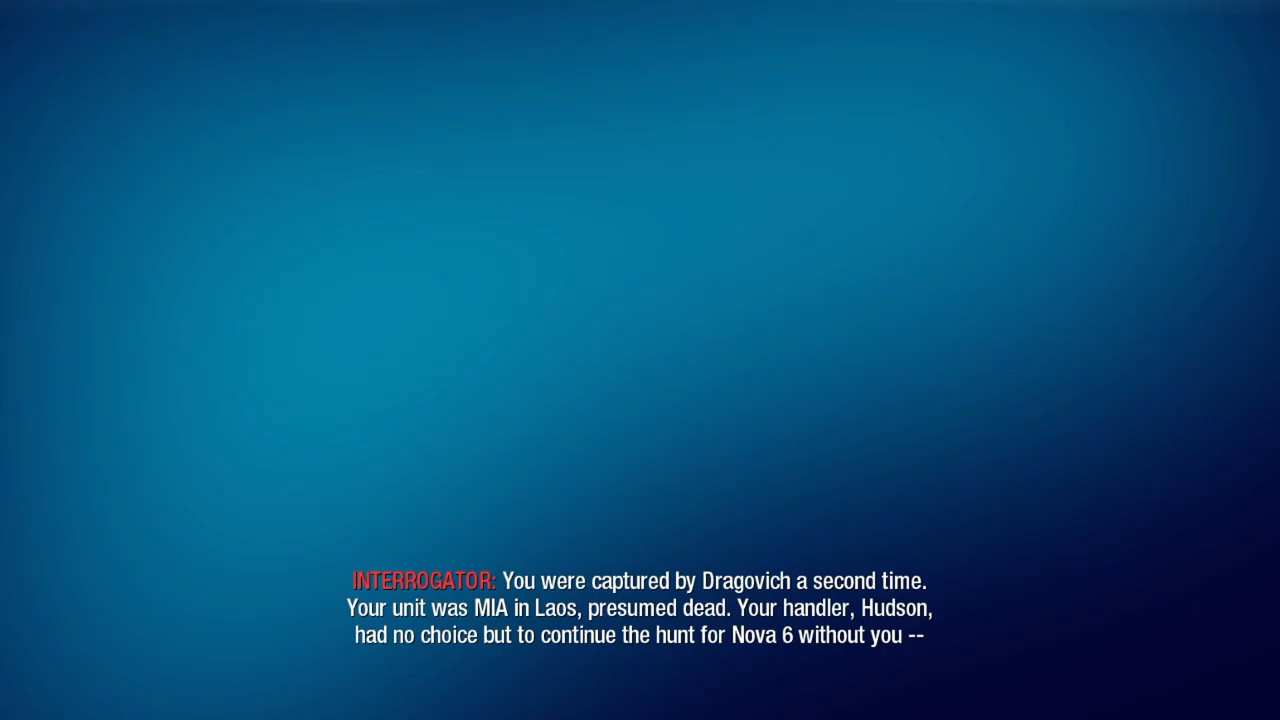 INTERROGATOR: You were captured by Dragovich a second time.
Your unit was MIA in Laos, presumed dead. Your handler, Hudson,
had no choice but to continue the hunt for Nova 6 without you --